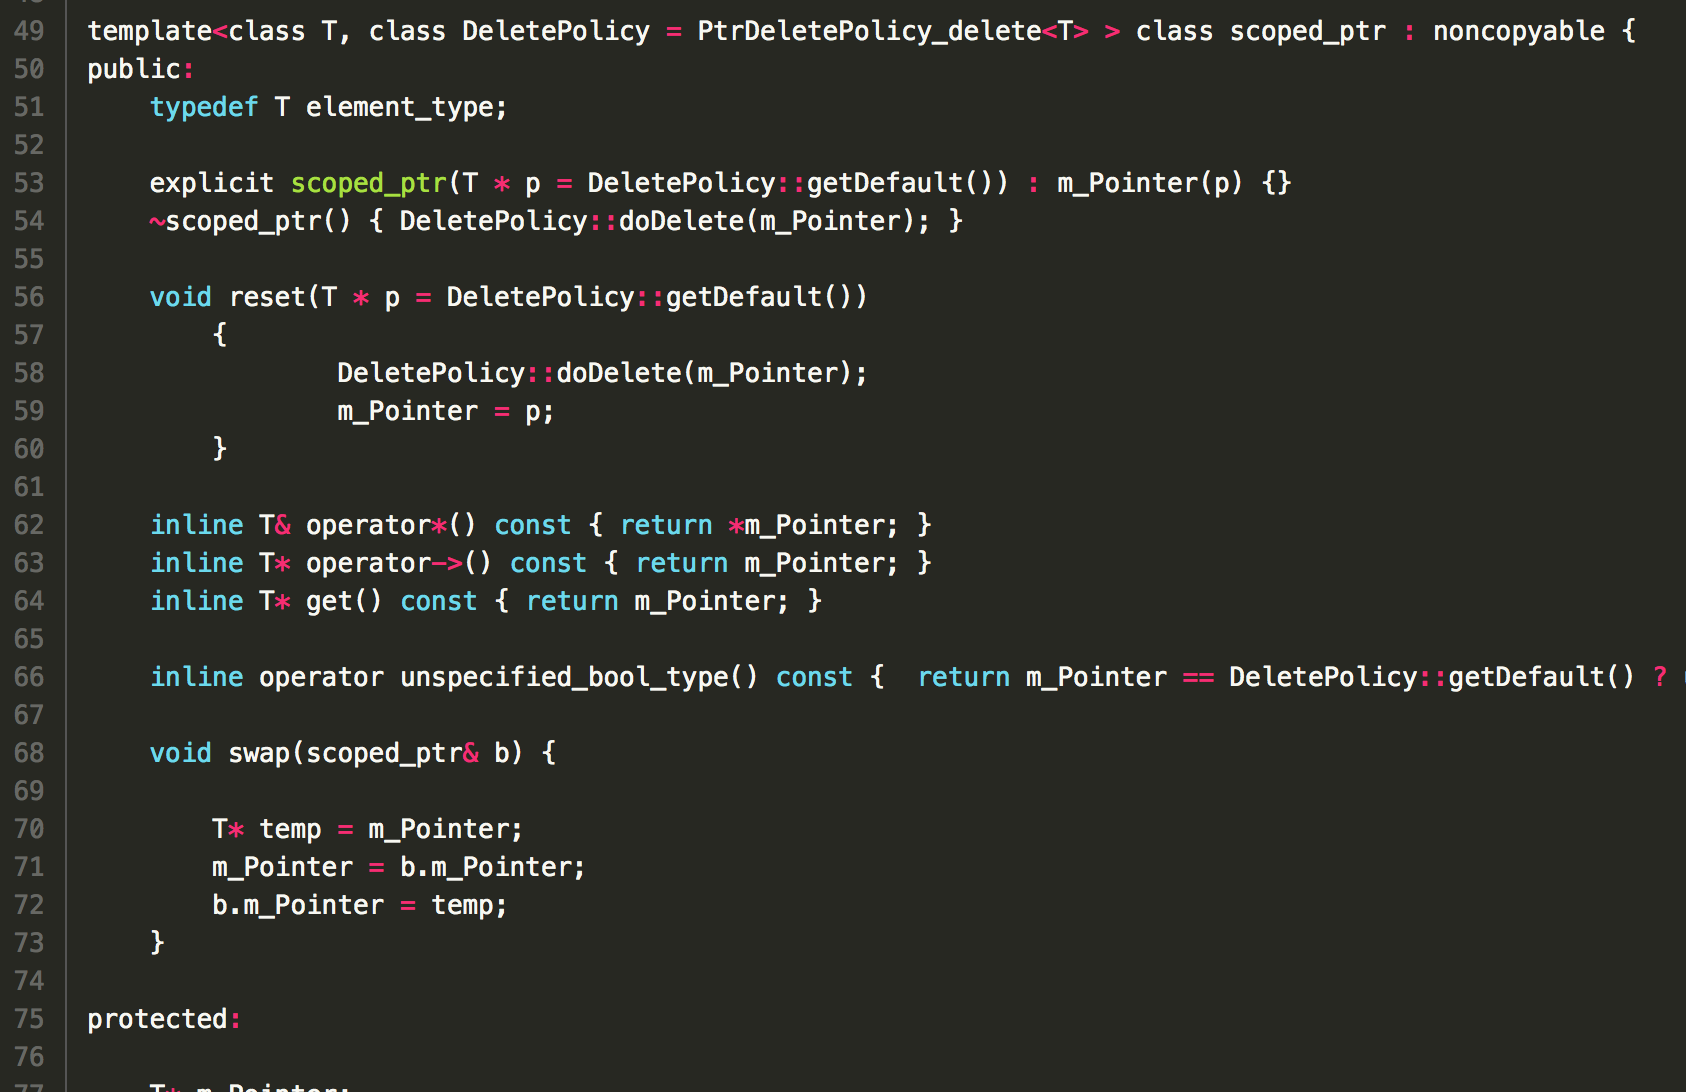 49 template<class T, class DeletePolicy = PtrDeletePolicy_delete<T> > class scoped_ptr : noncopyable {
50 public:
51     typedef T element_type;
52
53     explicit scoped_ptr(T * p = DeletePolicy::getDefault()) : m_Pointer(p) {}
54     ~scoped_ptr() { DeletePolicy::doDelete(m_Pointer); }
55
56     void reset(T * p = DeletePolicy::getDefault())
57         {
58                 DeletePolicy::doDelete(m_Pointer);
59                 m_Pointer = p;
60         }
61
62     inline T& operator*() const { return *m_Pointer; }
63     inline T* operator->() const { return m_Pointer; }
64     inline T* get() const { return m_Pointer; }
65
66     inline operator unspecified_bool_type() const {  return m_Pointer == DeletePolicy::getDefault() ?
67
68     void swap(scoped_ptr& b) {
69
70         T* temp = m_Pointer;
71         m_Pointer = b.m_Pointer;
72         b.m_Pointer = temp;
73     }
74
75 protected:
76
77     T* m_Pointer;